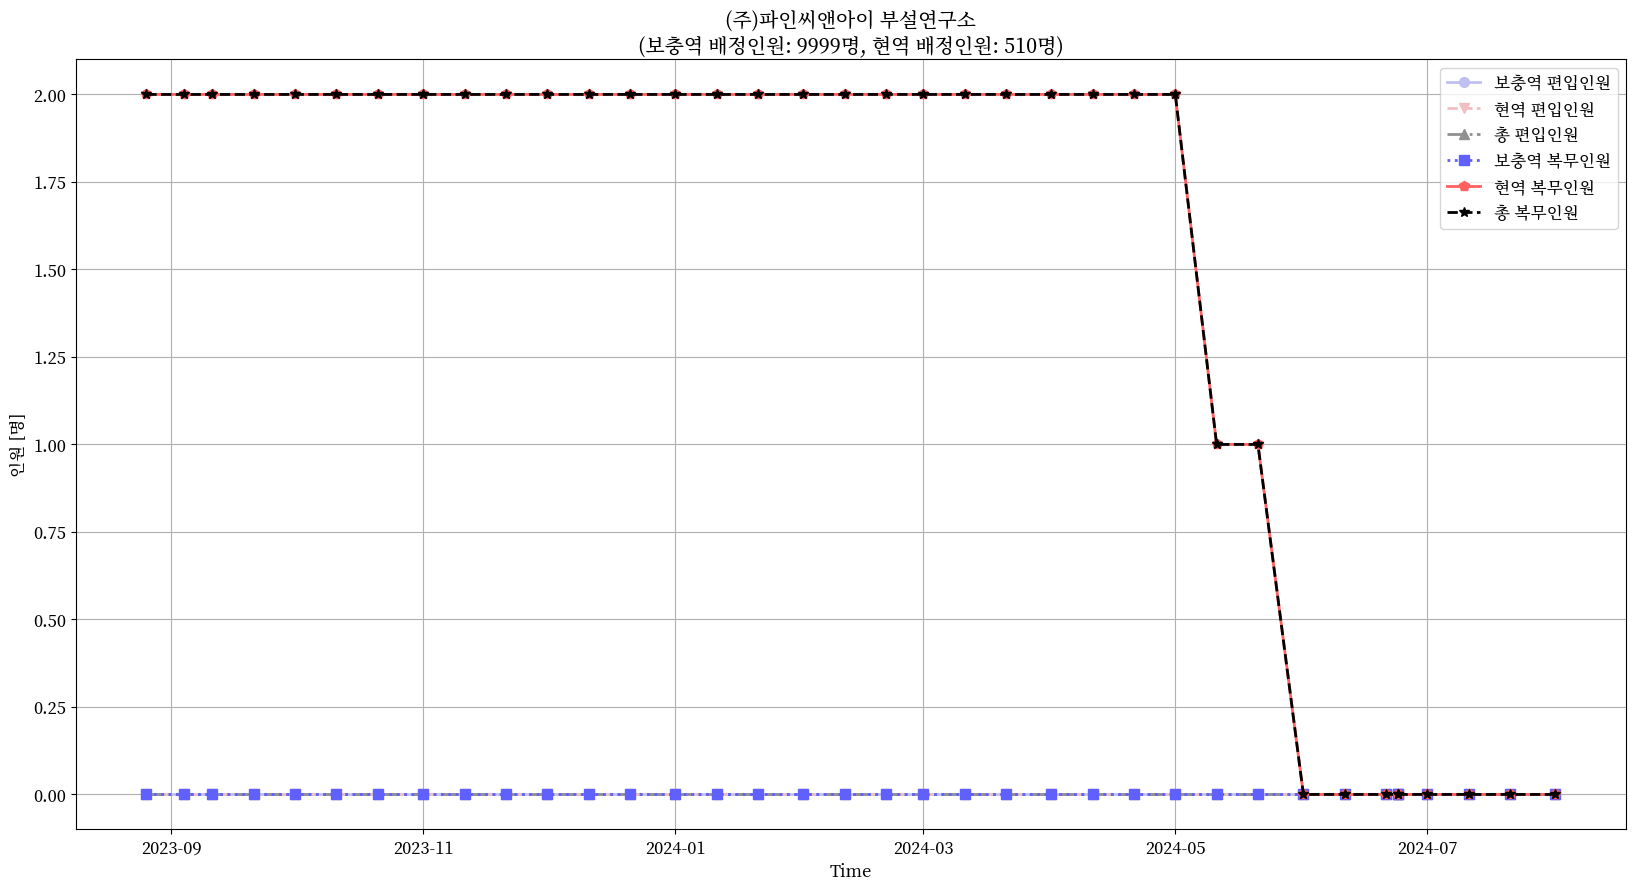 (주)파인씨앤아이 부설연구소
(보충역 배정인원: 9999명, 현역 배정인원: 510명)
보충역 편입인원
현역 편입인원
총 편입인원
보충역 복무인원
현역 복무인원
총 복무인원
2.00
1.75
1.50
1.25
1.00
0.75
0.50
0.25
0.00
인원 [명]
2023-09
2023-11
2024-01
2024-03
2024-05
2024-07
Time